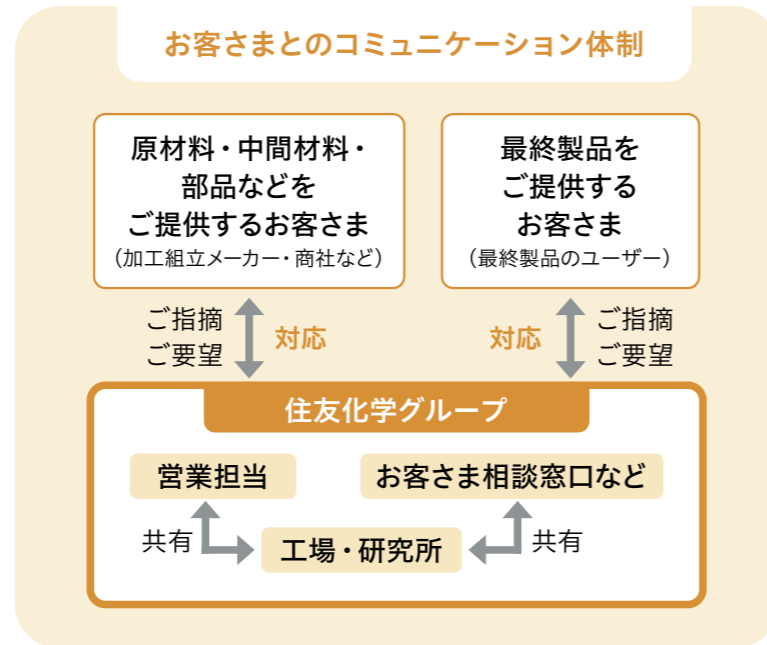 お客さまとのコミュニケーション体制
原材料・中間材料・
部品などを
ご提供するお客さま
（加工組立メーカー・商社など）
最終製品を
ご提供する
お客さま
（最終製品のユーザー）
ご指摘
ご要望
対応
対応
ご指摘
ご要望
住友化学グループ
営業担当
お客さま相談窓口など
共有
工場・研究所
共有